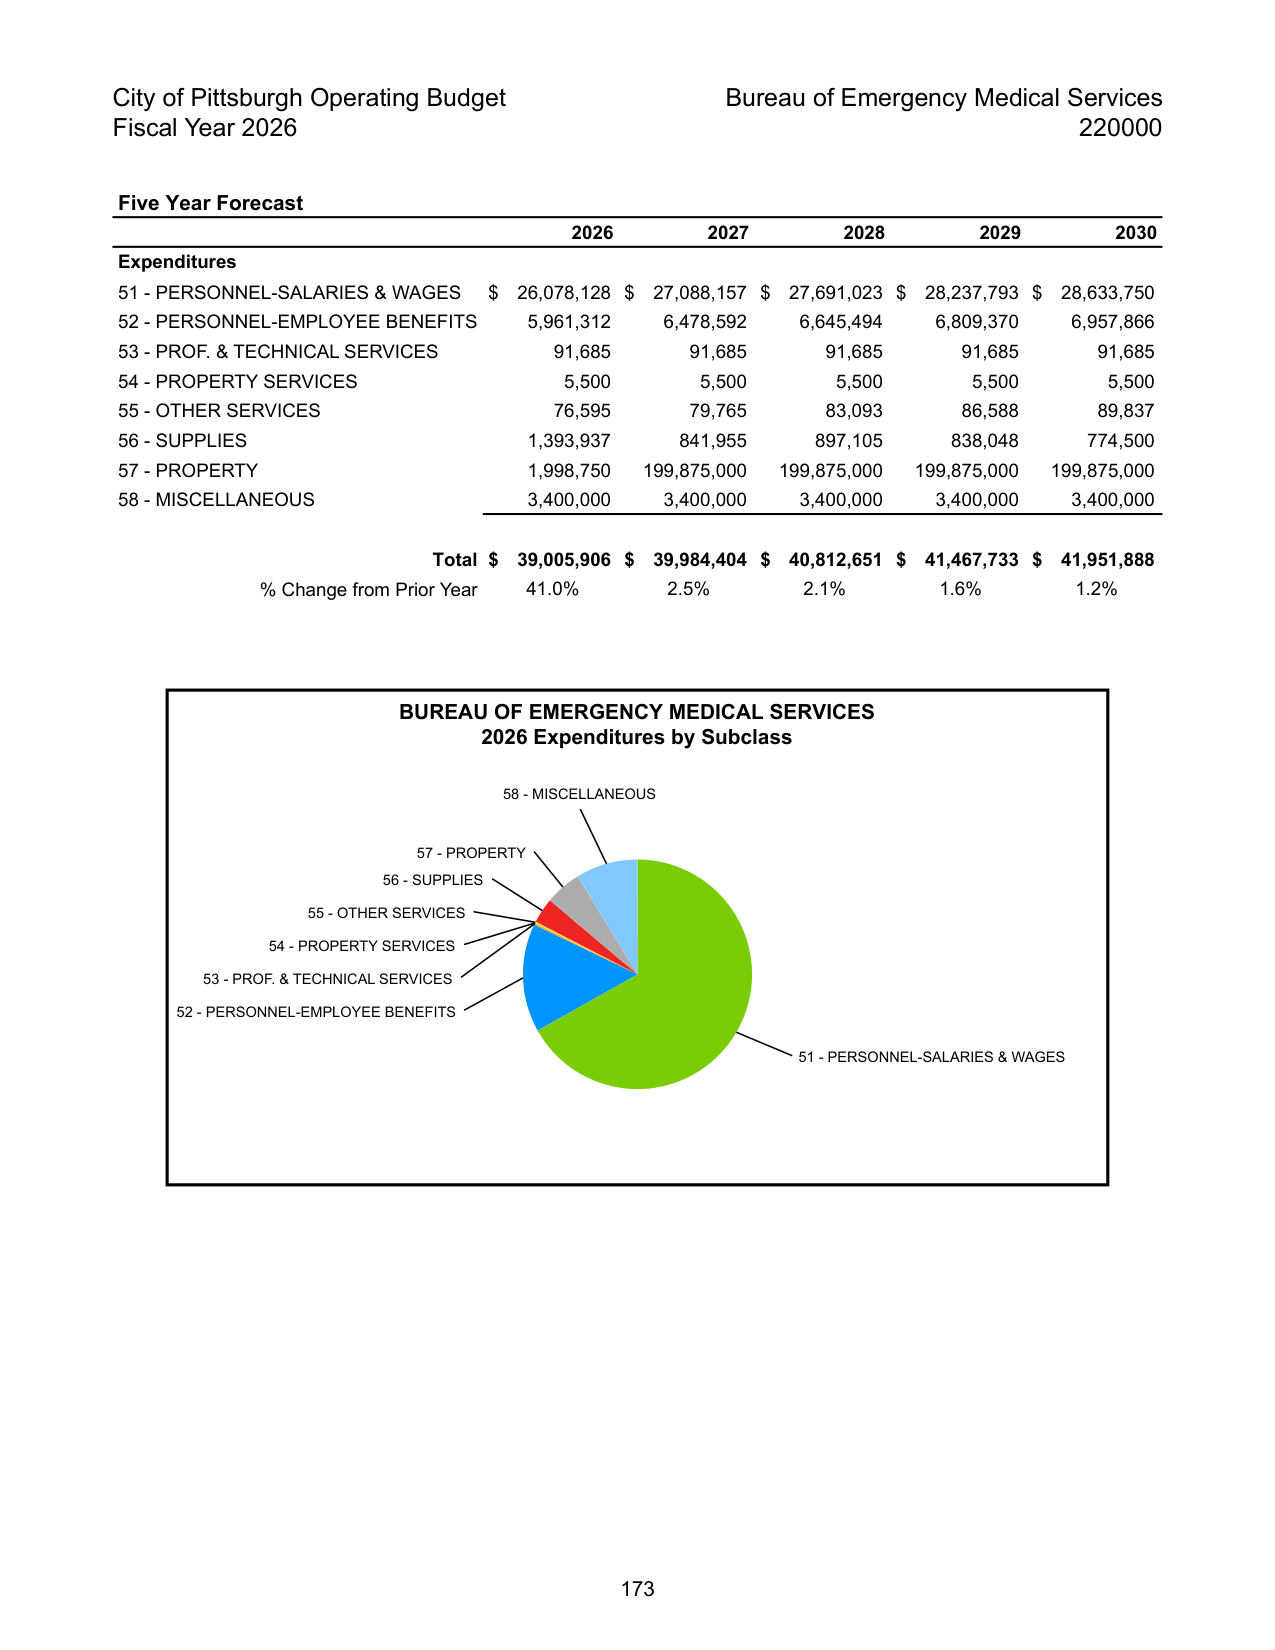 City of Pittsburgh Operating Budget Bureau of Emergency Medical Services
Fiscal Year 2026 220000
Five Year Forecast
2026 2027 2028 2029 2030
Expenditures
51 - PERSONNEL-SALARIES & WAGES $ 26,078,128 $ 27,088,157 $ 27,691,023 $ 28,237,793 $ 28,633,750
52 - PERSONNEL-EMPLOYEE BENEFITS 5,961,312 6,478,592 6,645,494 6,809,370 6,957,866
53 - PROF. & TECHNICAL SERVICES 91,685 91,685 91,685 91,685 91,685
54 - PROPERTY SERVICES 5,500 5,500 5,500 5,500 5,500
55 - OTHER SERVICES 76,595 79,765 83,093 86,588 89,837
56 - SUPPLIES 1,393,937 841,955 897,105 838,048 774,500
57 - PROPERTY 1,998,750 199,875,000 199,875,000 199,875,000 199,875,000
58 - MISCELLANEOUS 3,400,000 3,400,000 3,400,000 3,400,000 3,400,000
Total $ 39,005,906 $ 39,984,404 $ 40,812,651 $ 41,467,733 $ 41,951,888
% Change from Prior Year 41.0% 2.5% 2.1% 1.6% 1.2%
BUREAU OF EMERGENCY MEDICAL SERVICES
2026 Expenditures by Subclass
58 - MISCELLANEOUS
57 - PROPERTY
56 - SUPPLIES
55 - OTHER SERVICES
54 - PROPERTY SERVICES
53 - PROF. & TECHNICAL SERVICES
52 - PERSONNEL-EMPLOYEE BENEFITS
51 - PERSONNEL-SALARIES & WAGES
173